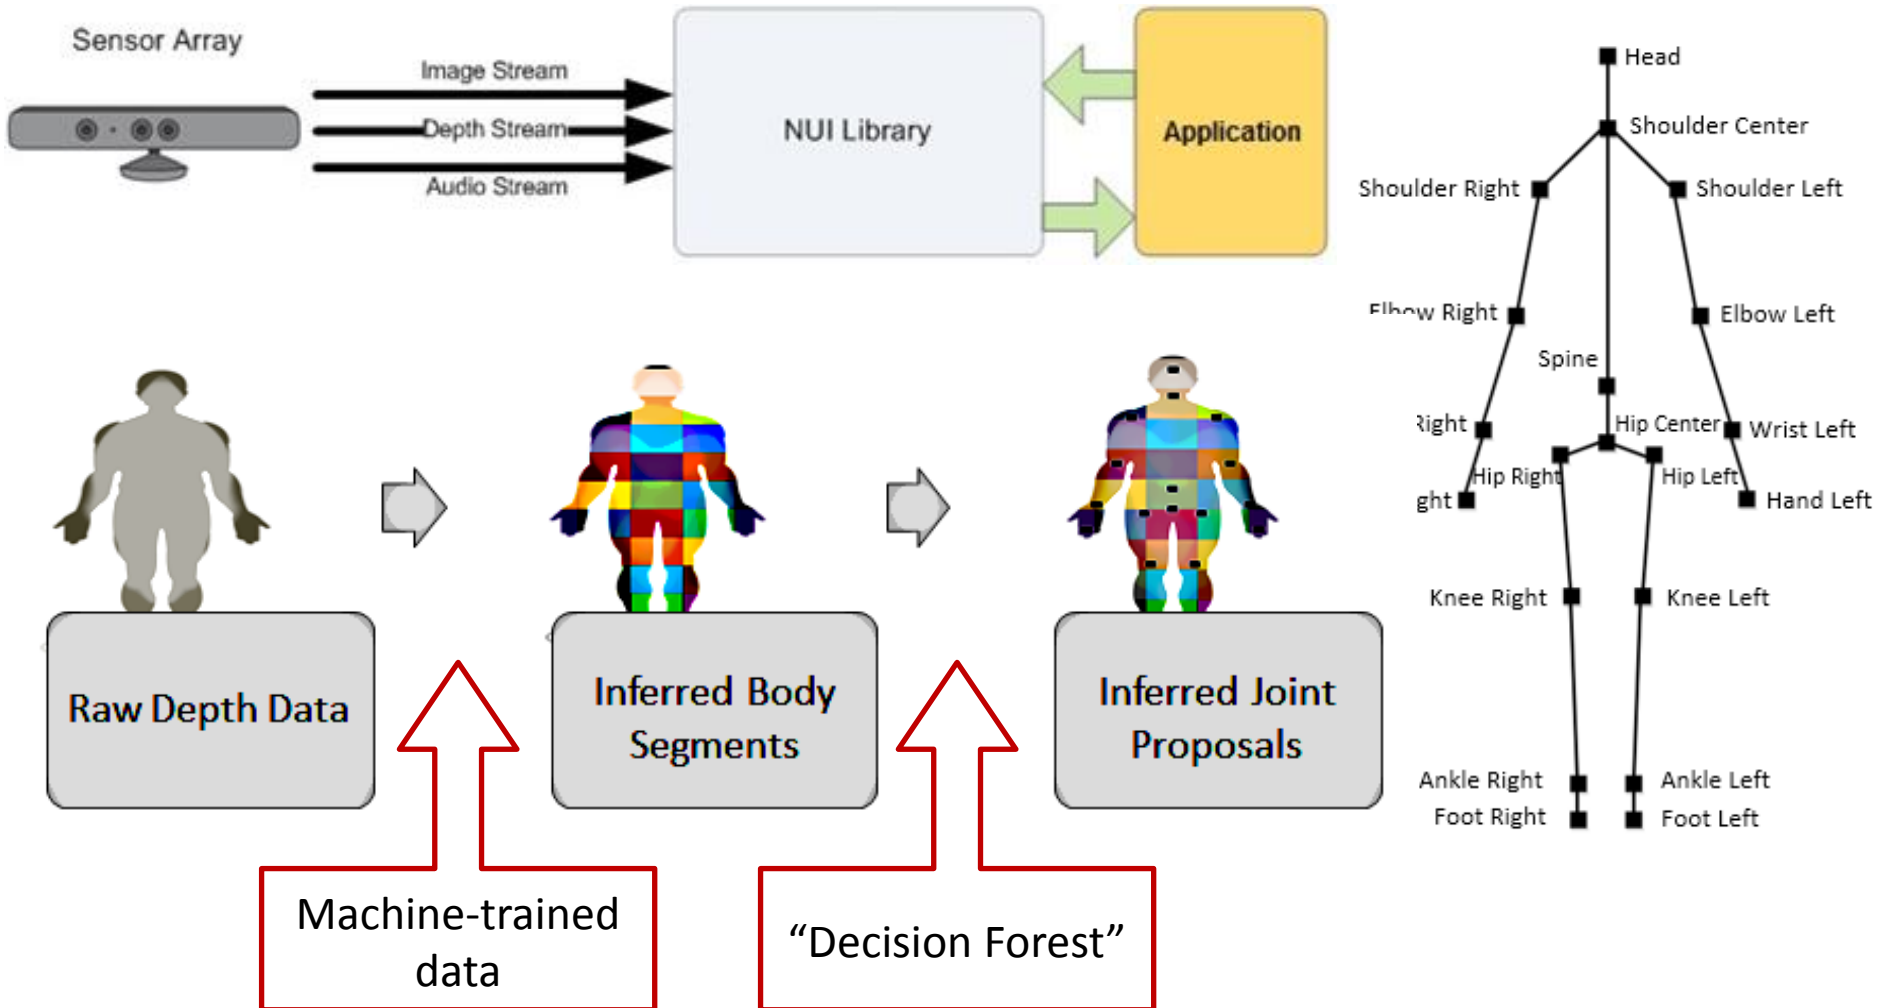 Sensor Array
Image Stream
Depth Stream
Audio Stream
NUI Library
Application
Head
Shoulder Center
Shoulder Right
Shoulder Left
Elbow Right
Elbow Left
Spine
Right
Hip Center
Wrist Left
Hip Right
Hip Left
Hand Left
Knee Right
Knee Left
Ankle Right
Ankle Left
Foot Right
Foot Left
Raw Depth Data
Inferred Body
Segments
Inferred Joint
Proposals
Machine-trained
data
“Decision Forest”